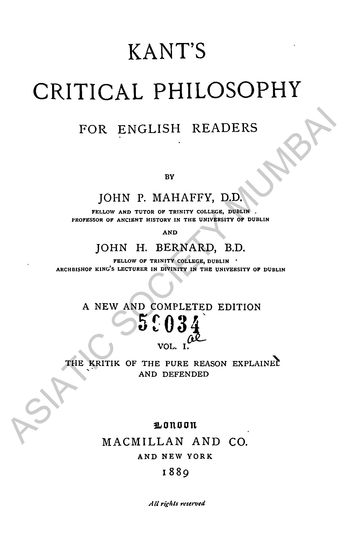 KANT'S
CRITICAL PHILOSOPHY
FOR ENGLISH READERS
BY
JOHN P. MAHAFFY, D.D.
FELLOW AND TUTOR OF TRINITY COLLEGE, DUBLIN
PROFESSOR OF ANCIENT HISTORY IN THE UNIVERSITY OF DUBLIN
AND
JOHN H. BERNARD, B.D.
FELLOW OF TRINITY COLLEGE, DUBLIN
ARCHBISHOP KING'S LECTURER IN DIVINITY IN THE UNIVERSITY OF DUBLIN
A NEW AND COMPLETED EDITION
59034
VOL. I.
THE KRITIK OF THE PURE REASON EXPLAINED
AND DEFENDED
London
MACMILLAN AND CO.
AND NEW YORK
1889
All rights reserved
ASIATIC SOCIETY MUMBAI